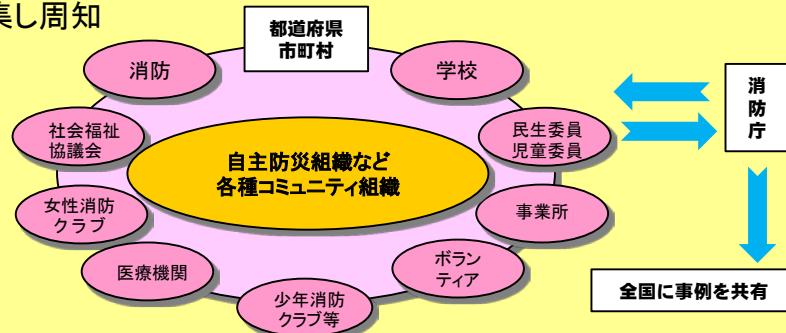 集し周知
都道府県
市町村
消防
学校
消
防
庁
社会福祉
協議会
民生委員
児童委員
自主防災組織など
各種コミュニティ組織
女性消防
クラブ
事業所
医療機関
ボラン
ティア
少年消防
クラブ等
全国に事例を共有